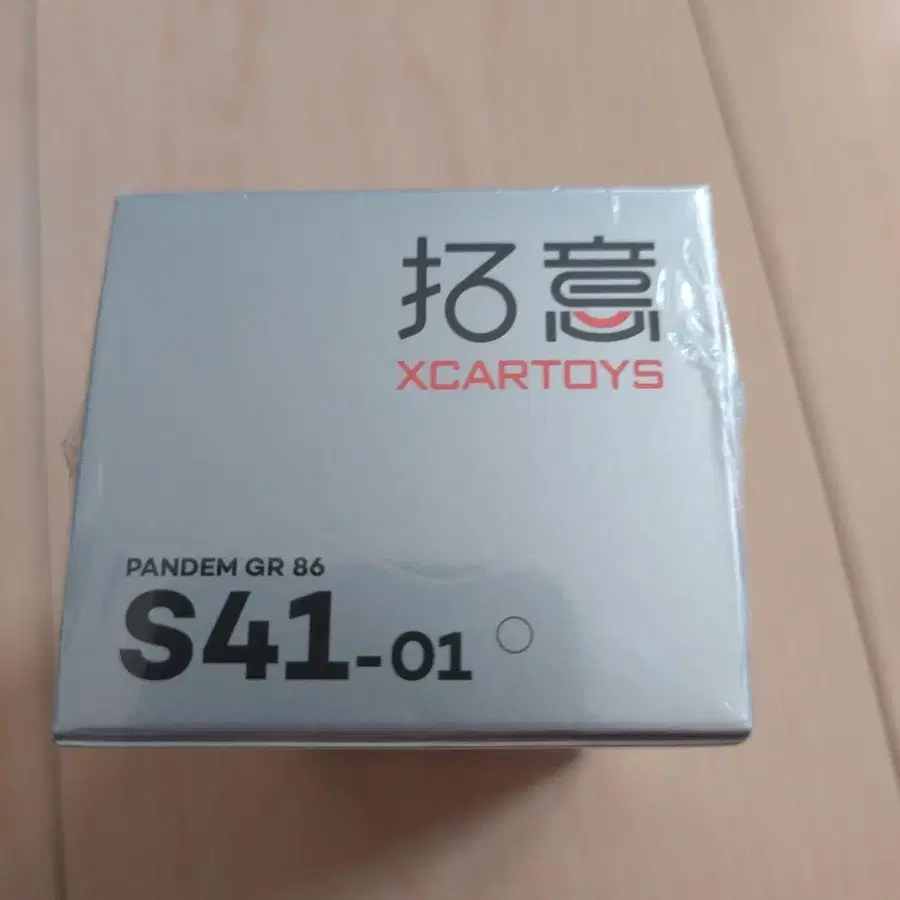 拓意
XCARTOYS
PANDEM GR 86
S41-01